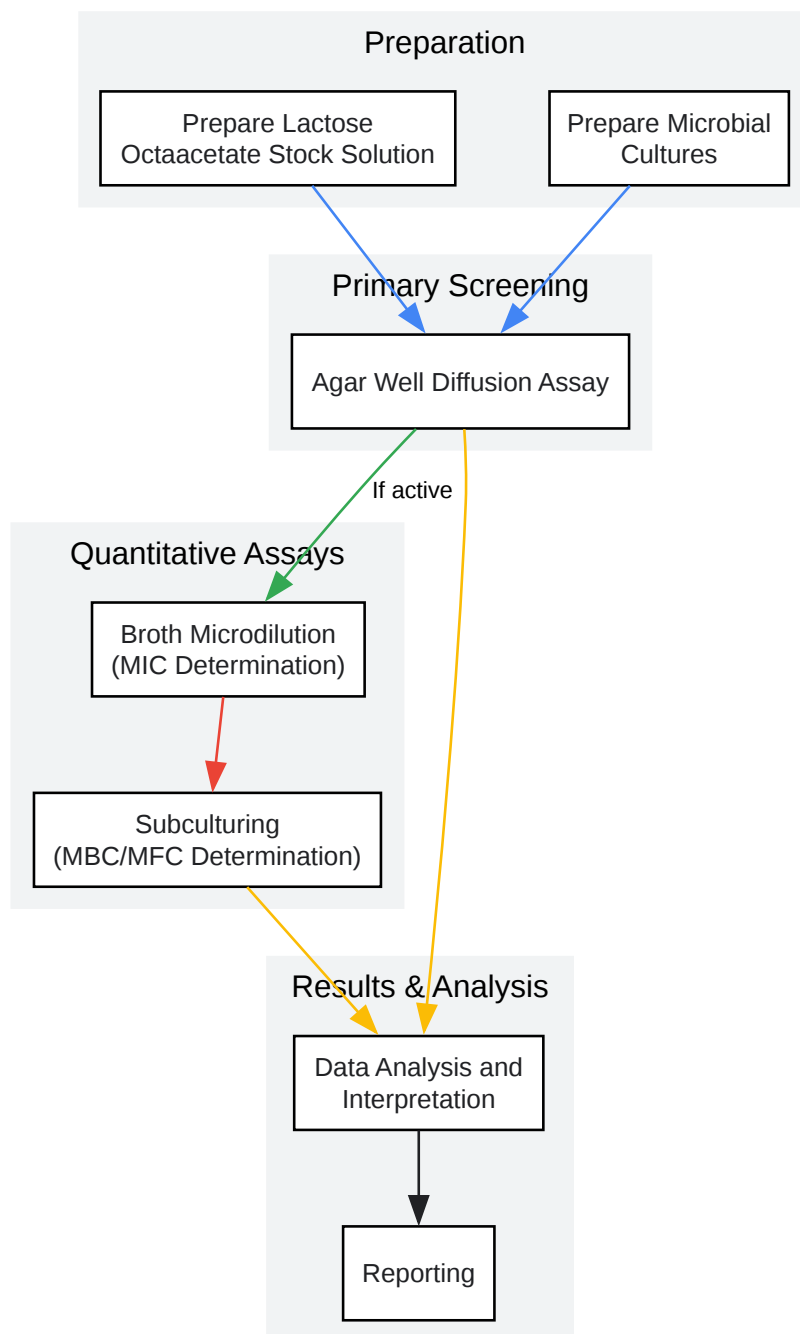 Preparation
Prepare Lactose
Octaacetate Stock Solution
Prepare Microbial
Cultures
Primary Screening
Agar Well Diffusion Assay
If active
Quantitative Assays
Broth Microdilution
(MIC Determination)
Subculturing
(MBC/MFC Determination)
Results & Analysis
Data Analysis and
Interpretation
Reporting